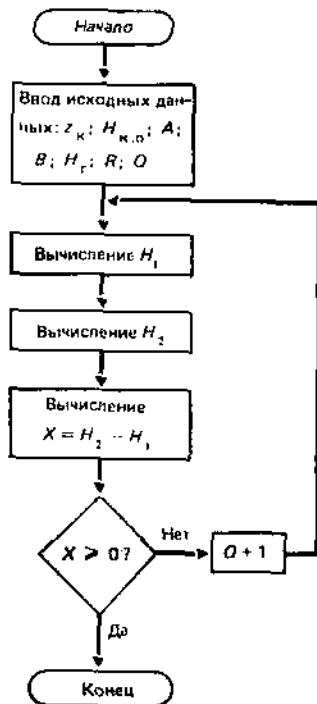 Начало
Ввод исходных дан-
ных: z_к; H_к.о; A;
B; H_г; R; Q
Вычисление H_1
Вычисление H_2
Вычисление
X = H_2 - H_1
X ⩾ 0?
Нет
Q + 1
Да
Конец